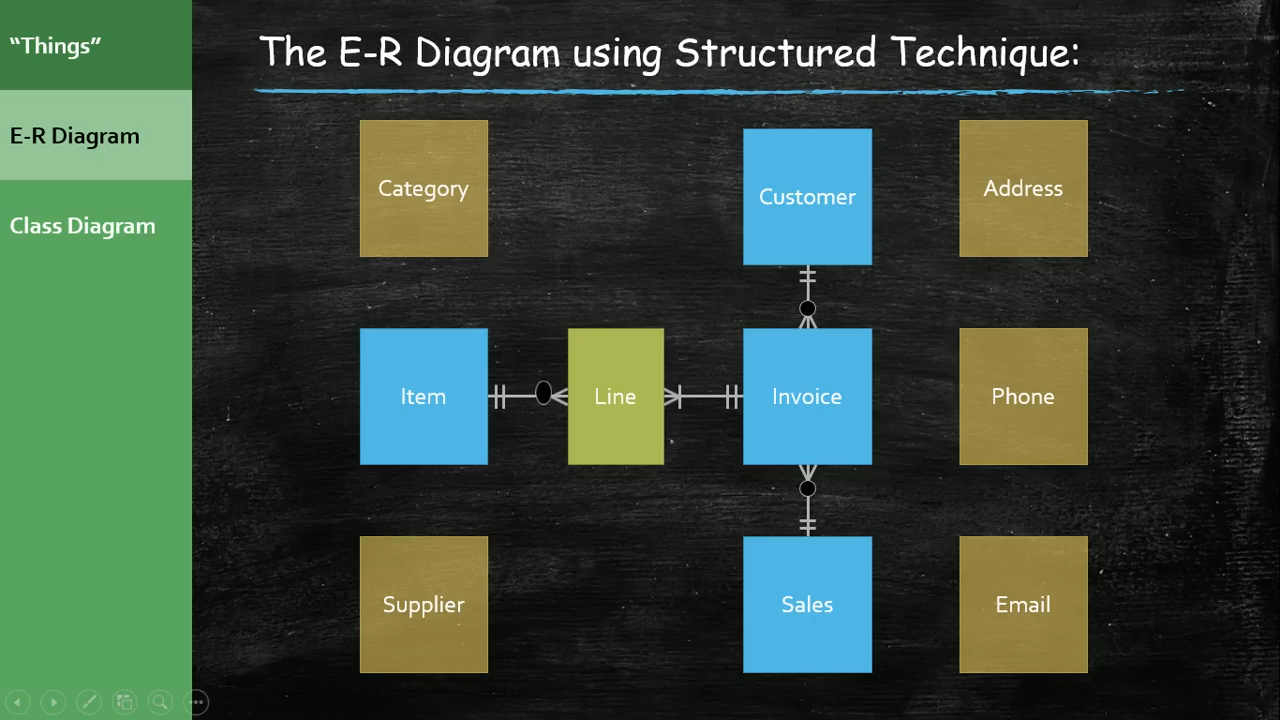 “Things”
E-R Diagram
Class Diagram
The E-R Diagram using Structured Technique:
Category
Customer
Address
Item
Line
Invoice
Phone
Supplier
Sales
Email